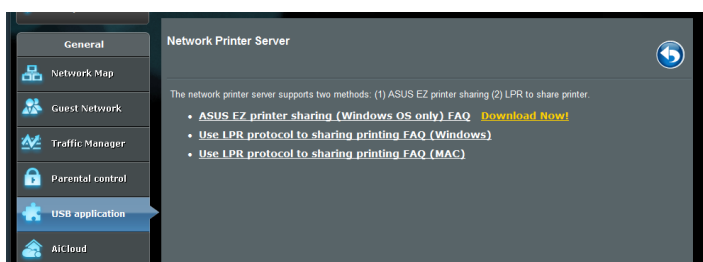 General
Network Map
Guest Network
Traffic Manager
Parental control
USB application
AiCloud
Network Printer Server
The network printer server supports two methods: (1) ASUS EZ printer sharing (2) LPR to share printer.
ASUS EZ printer sharing (Windows OS only) FAQ Download Now!
Use LPR protocol to sharing printing FAQ (Windows)
Use LPR protocol to sharing printing FAQ (MAC)